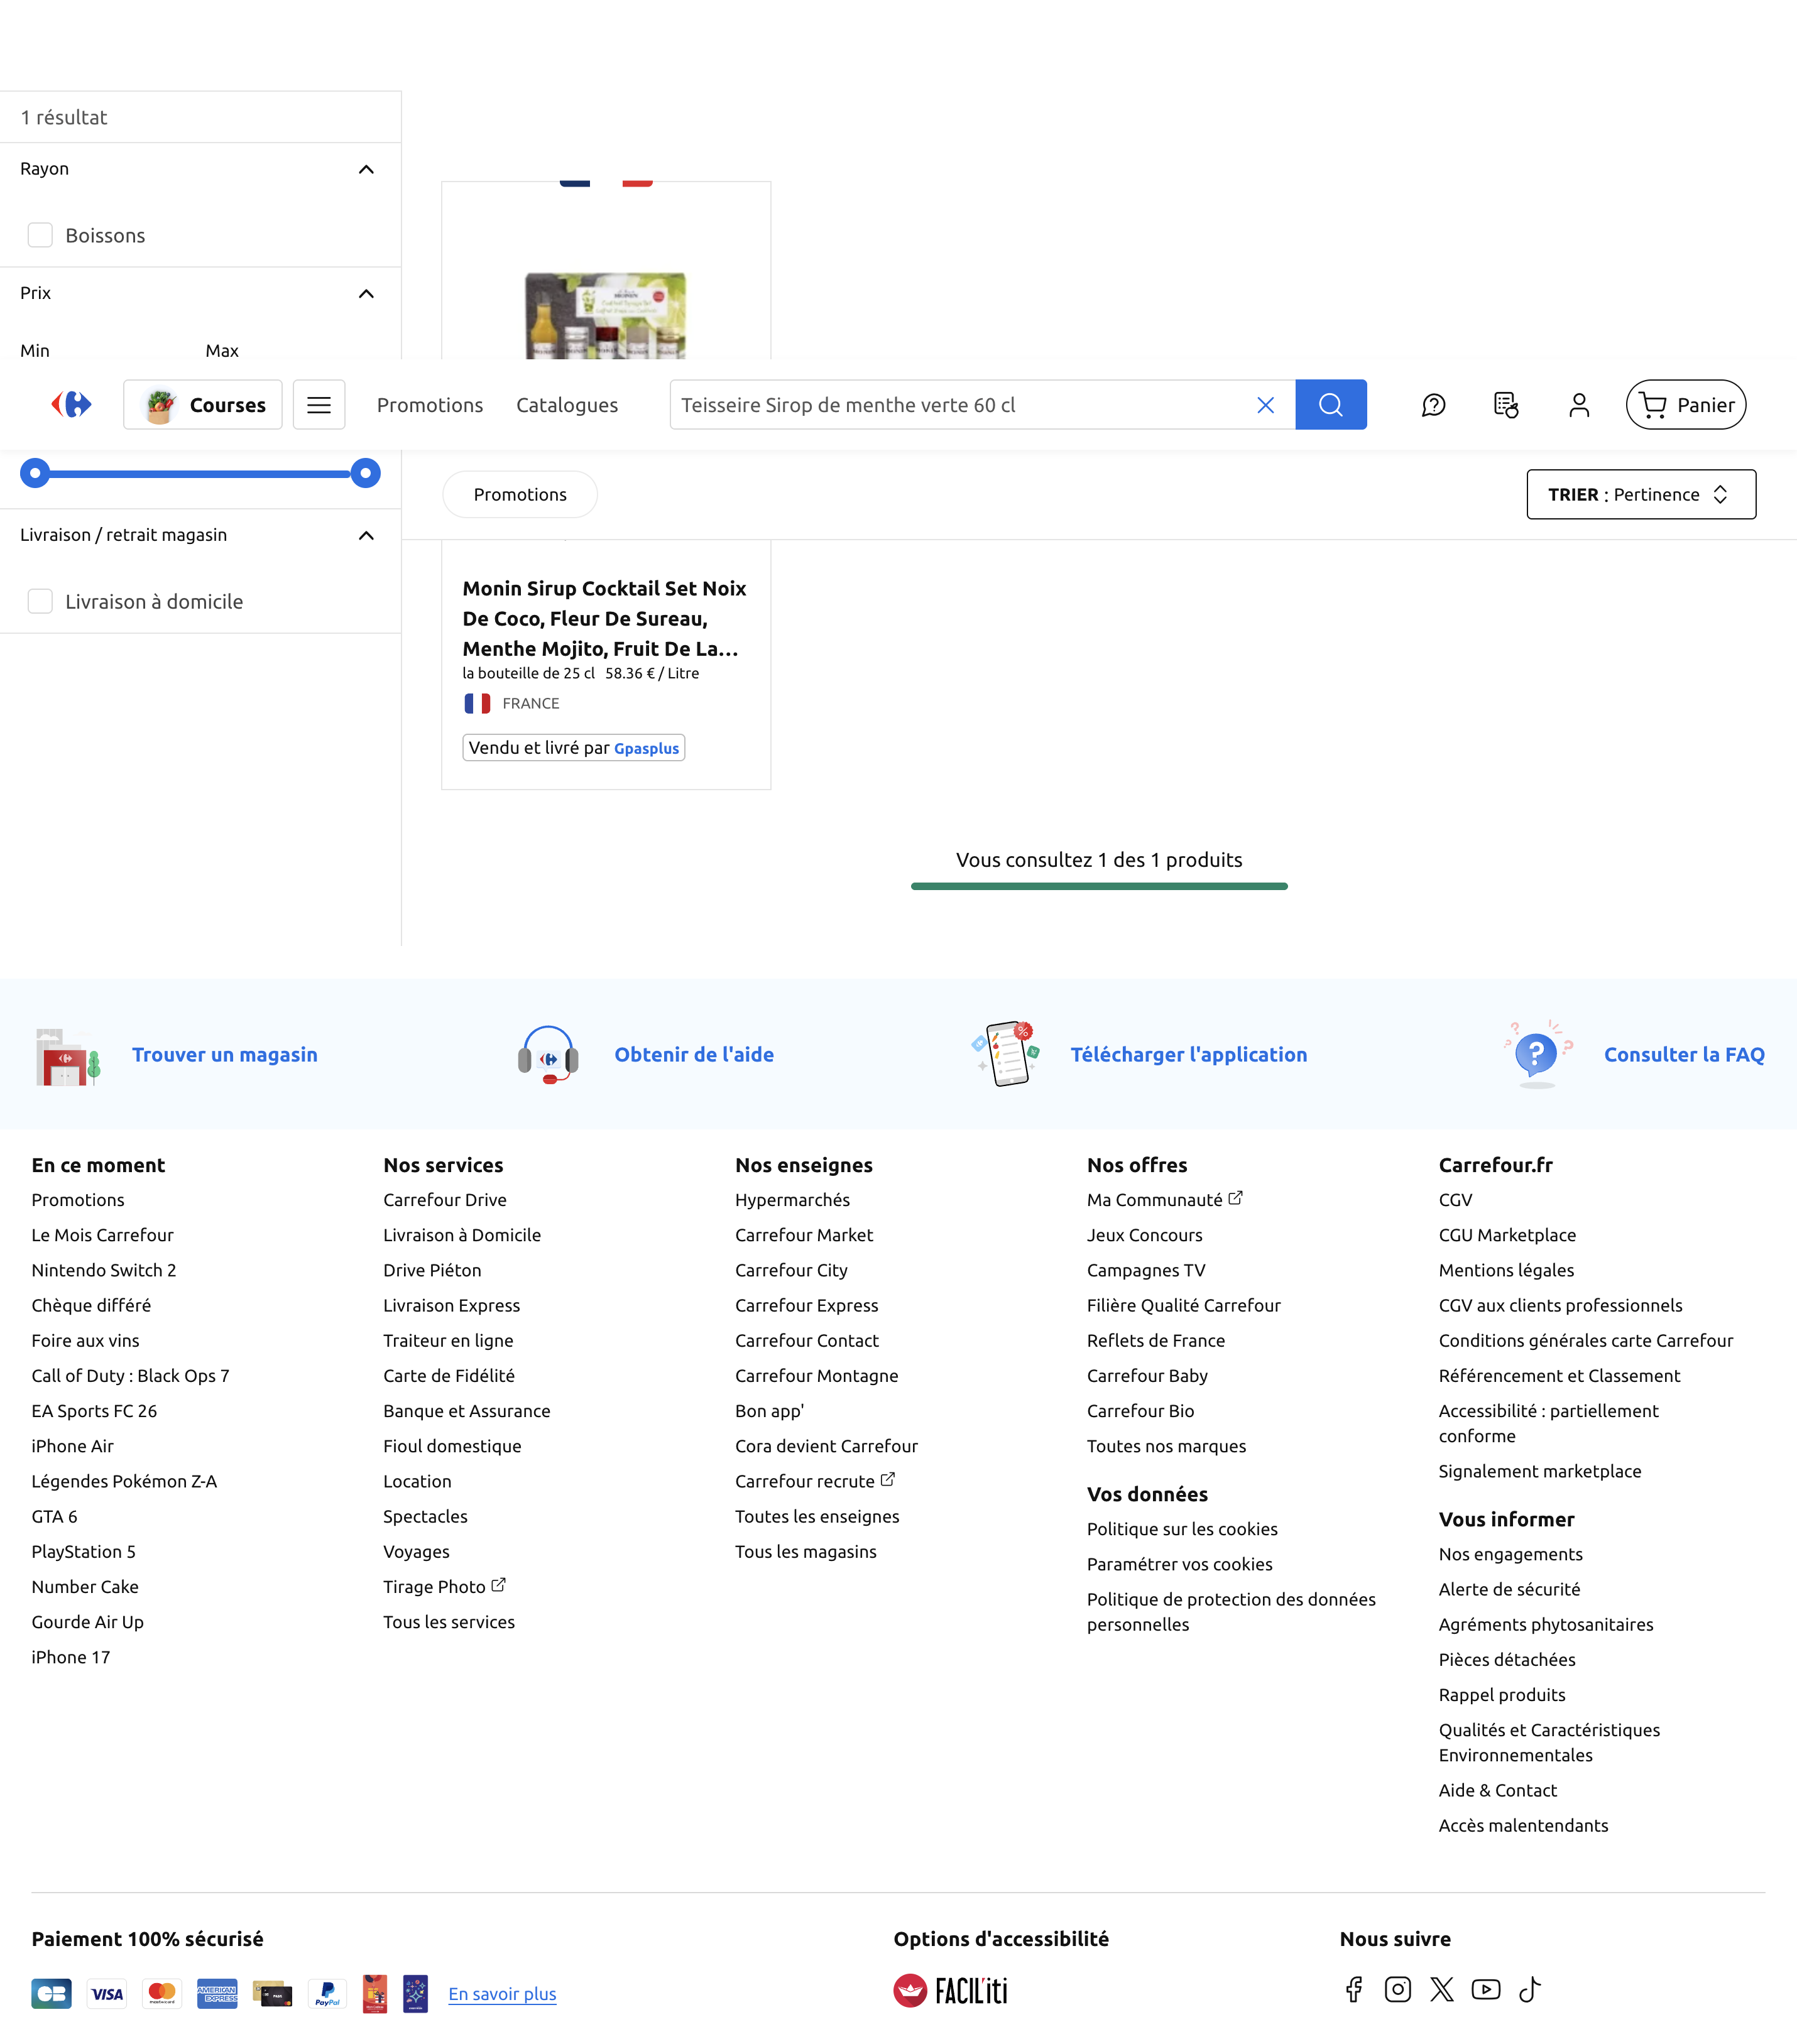 1 résultat
Rayon
Boissons
Prix
Min
Max
Courses
Promotions
Catalogues
Teisseire Sirop de menthe verte 60 cl
Panier
Promotions
TRIER : Pertinence
Livraison / retrait magasin
Livraison à domicile
MONIN
Monin Sirup Cocktail Set Noix
De Coco, Fleur De Sureau,
Menthe Mojito, Fruit De La...
la bouteille de 25 cl 58.36 € / Litre
FRANCE
Vendu et livré par Gpasplus
Vous consultez 1 des 1 produits
Trouver un magasin
Obtenir de l'aide
Télécharger l'application
Consulter la FAQ
En ce moment
Promotions
Le Mois Carrefour
Nintendo Switch 2
Chèque différé
Foire aux vins
Call of Duty : Black Ops 7
EA Sports FC 26
iPhone Air
Légendes Pokémon Z-A
GTA 6
PlayStation 5
Number Cake
Gourde Air Up
iPhone 17
Nos services
Carrefour Drive
Livraison à Domicile
Drive Piéton
Livraison Express
Traiteur en ligne
Carte de Fidélité
Banque et Assurance
Fioul domestique
Location
Spectacles
Voyages
Tirage Photo
Tous les services
Nos enseignes
Hypermarchés
Carrefour Market
Carrefour City
Carrefour Express
Carrefour Contact
Carrefour Montagne
Bon app'
Cora devient Carrefour
Carrefour recrute
Toutes les enseignes
Tous les magasins
Nos offres
Ma Communauté
Jeux Concours
Campagnes TV
Filière Qualité Carrefour
Reflets de France
Carrefour Baby
Carrefour Bio
Toutes nos marques
Vos données
Politique sur les cookies
Paramétrer vos cookies
Politique de protection des données
personnelles
Carrefour.fr
CGV
CGU Marketplace
Mentions légales
CGV aux clients professionnels
Conditions générales carte Carrefour
Référencement et Classement
Accessibilité : partiellement
conforme
Signalement marketplace
Vous informer
Nos engagements
Alerte de sécurité
Agréments phytosanitaires
Pièces détachées
Rappel produits
Qualités et Caractéristiques
Environnementales
Aide & Contact
Accès malentendants
Paiement 100% sécurisé
CB
VISA
mastercard
AMERICAN
EXPRESS
PayPal
En savoir plus
Options d'accessibilité
FACIL'iti
Nous suivre